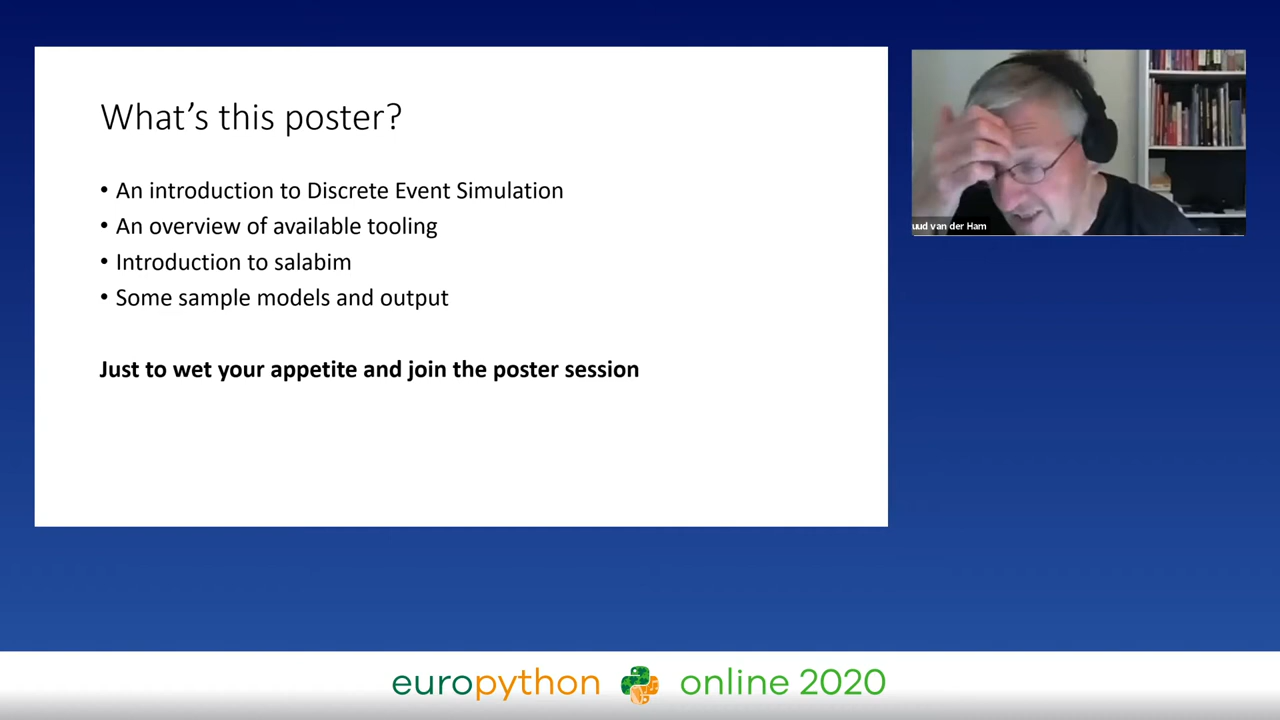 What's this poster?
• An introduction to Discrete Event Simulation
• An overview of available tooling
• Introduction to salabim
• Some sample models and output
Just to wet your appetite and join the poster session
uud van der Ham
europython online 2020